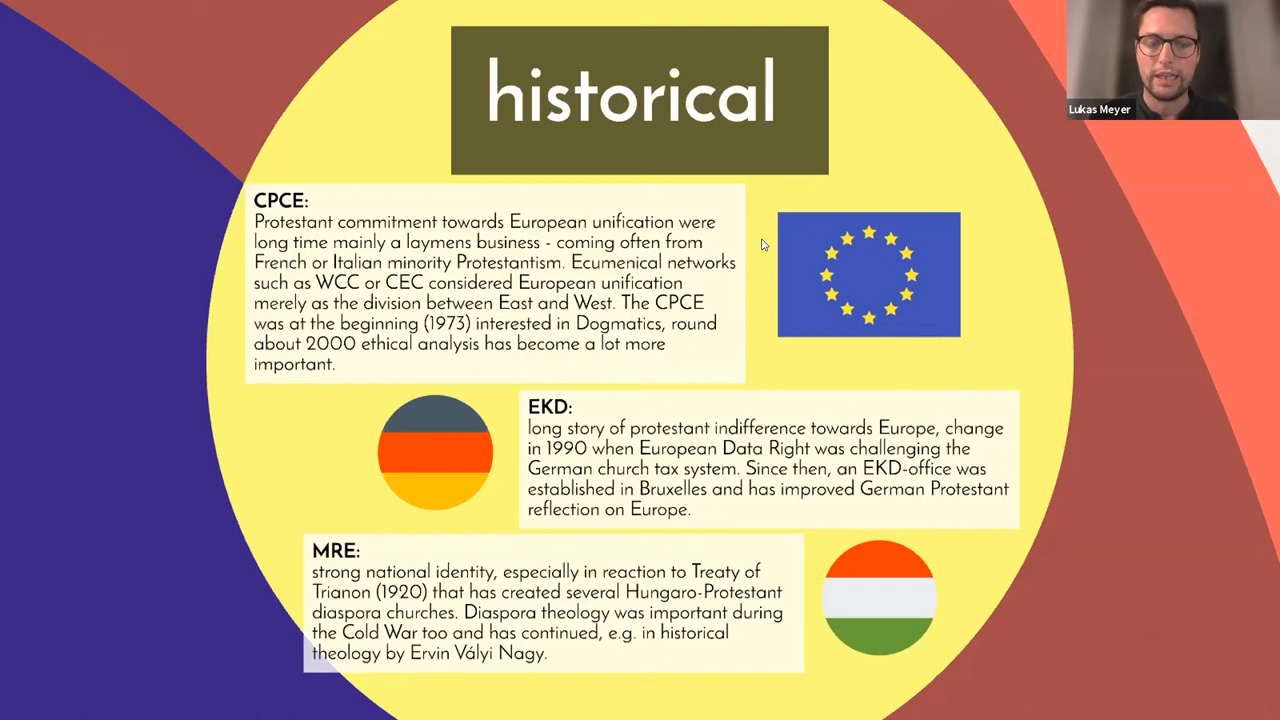 historical
Lukas Meyer
CPCE:
Protestant commitment towards European unification were
long time mainly a laymens business - coming often from
French or Italian minority Protestantism. Ecumenical networks
such as WCC or CEC considered European unification
merely as the division between East and West. The CPCE
was at the beginning (1973) interested in Dogmatics, round
about 2000 ethical analysis has become a lot more
important.
EKD:
long story of protestant indifference towards Europe, change
in 1990 when European Data Right was challenging the
German church tax system. Since then, an EKD-office was
established in Bruxelles and has improved German Protestant
reflection on Europe.
MRE:
strong national identity, especially in reaction to Treaty of
Trianon (1920) that has created several Hungaro-Protestant
diaspora churches. Diaspora theology was important during
the Cold War too and has continued, e.g. in historical
theology by Ervin Vályi Nagy.